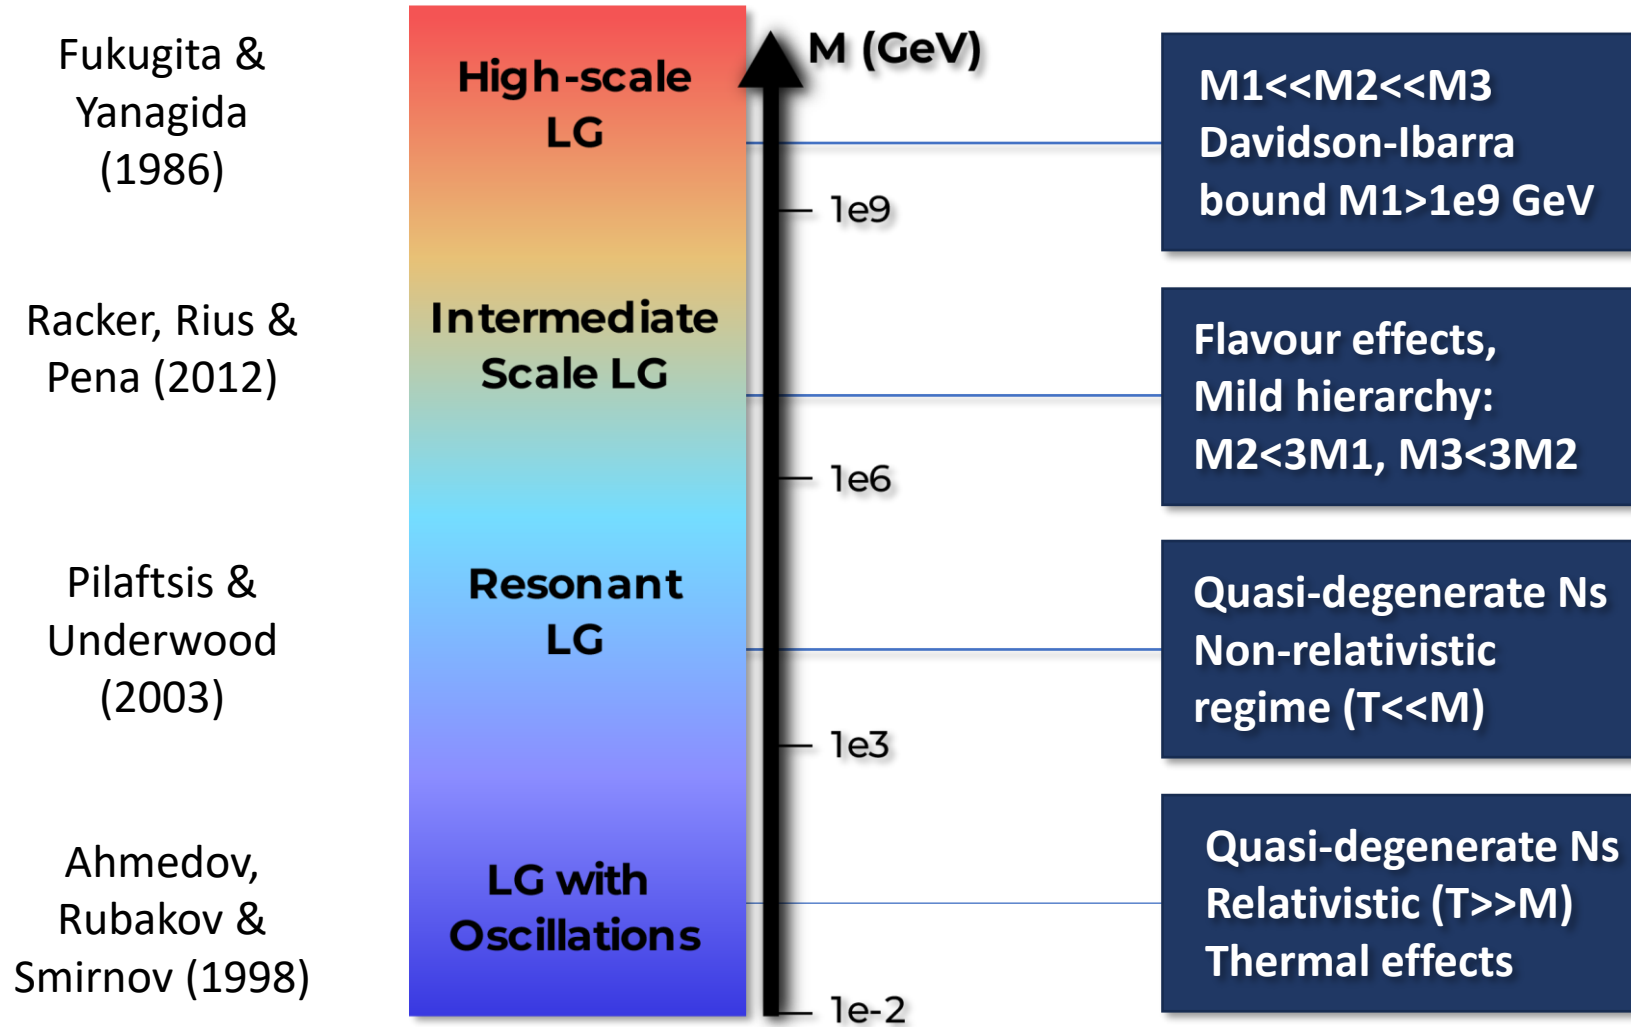 Fukugita &
Yanagida
(1986)
High-scale
LG
M (GeV)
M1<<M2<<M3
Davidson-Ibarra
bound M1>1e9 GeV
1e9
Racker, Rius &
Pena (2012)
Intermediate
Scale LG
Flavour effects,
Mild hierarchy:
M2<3M1, M3<3M2
1e6
Pilaftsis &
Underwood
(2003)
Resonant
LG
Quasi-degenerate Ns
Non-relativistic
regime (T<<M)
1e3
Ahmedov,
Rubakov &
Smirnov (1998)
LG with
Oscillations
Quasi-degenerate Ns
Relativistic (T>>M)
Thermal effects
1e-2